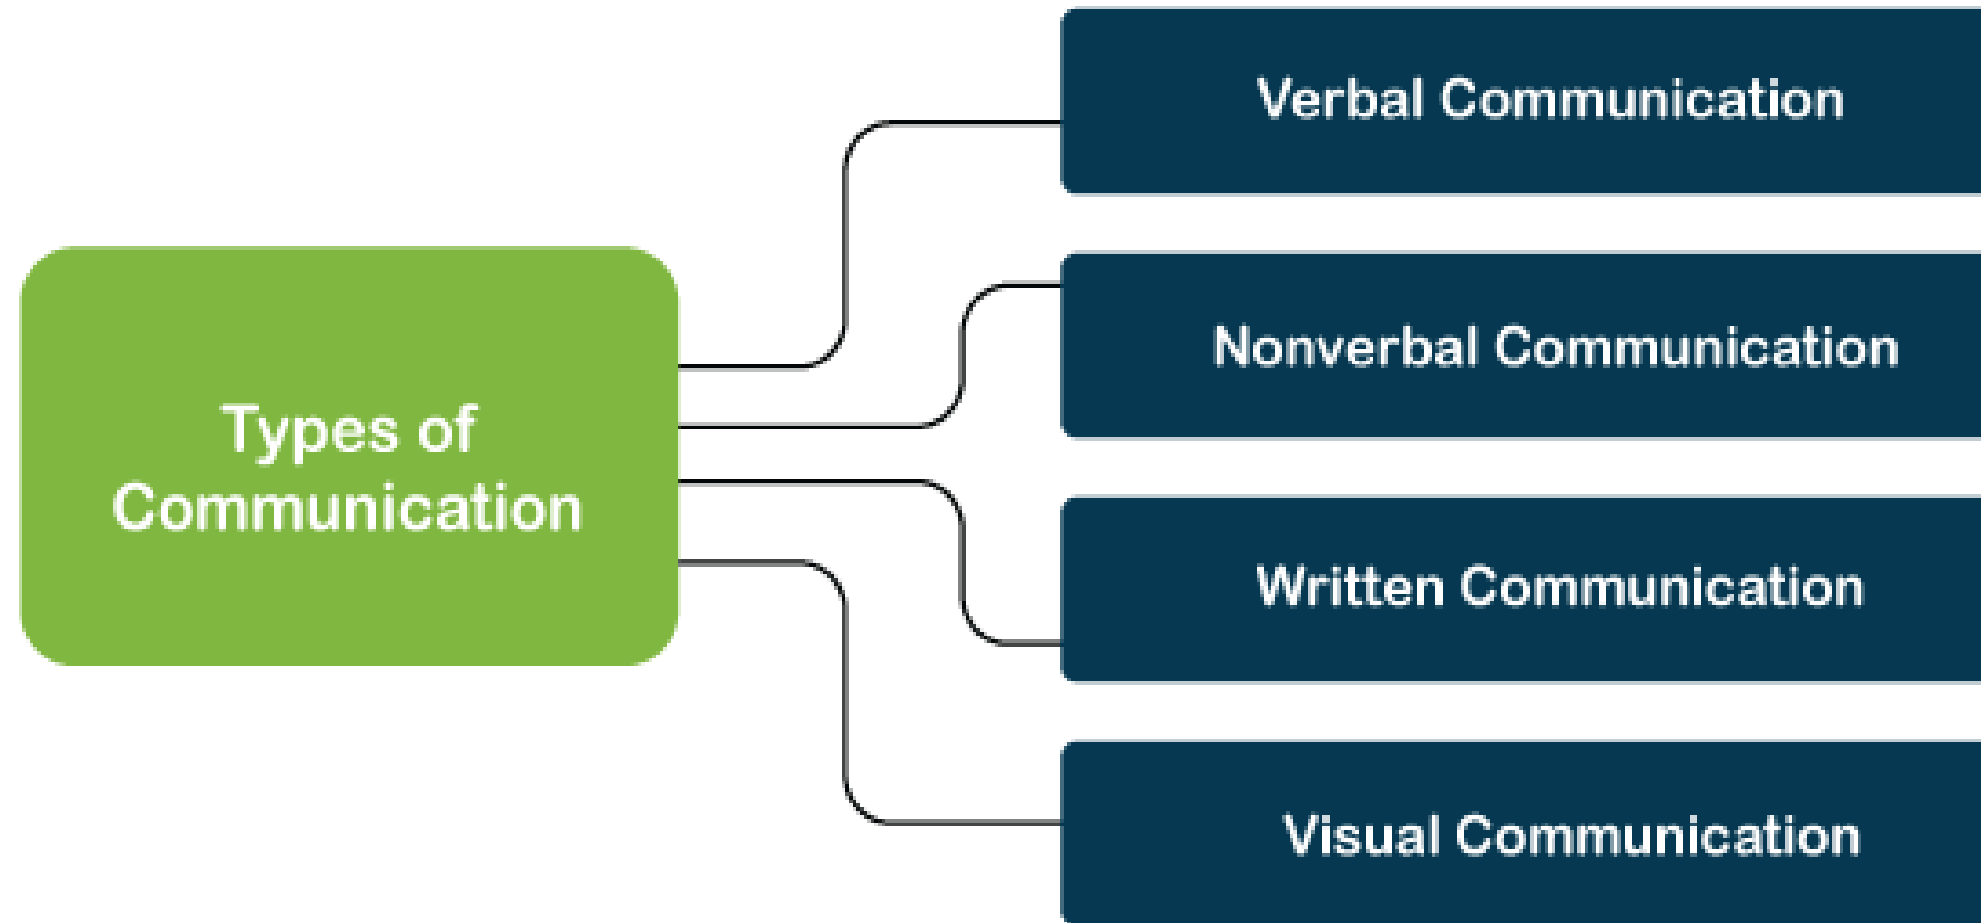 Types of
Communication
Verbal Communication
Nonverbal Communication
Written Communication
Visual Communication